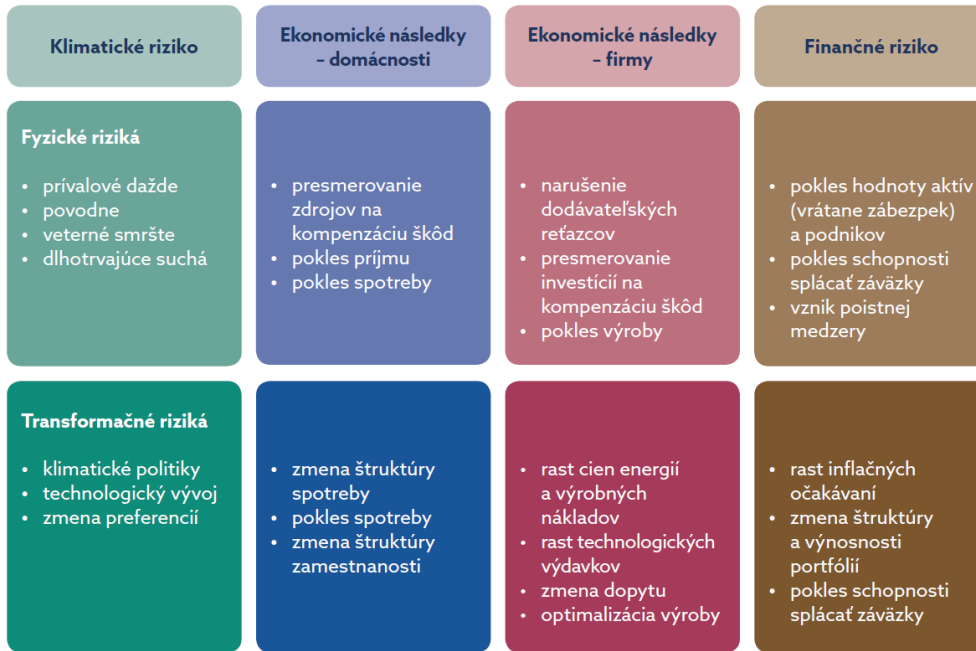 Klimatické riziko
Ekonomické následky
– domácnosti
Ekonomické následky
– firmy
Finančné riziko
Fyzické riziká
• prívalové dažde
• povodne
• veterné smršte
• dlhotrvajúce suchá
• presmerovanie
zdrojov na
kompenzáciu škôd
• pokles príjmu
• pokles spotreby
• narušenie
dodávateľských
reťazcov
• presmerovanie
investícií na
kompenzáciu škôd
• pokles výroby
• pokles hodnoty aktív
(vrátane zábezpek)
a podnikov
• pokles schopnosti
splácať záväzky
• vznik poistnej
medzery
Transformačné riziká
• klimatické politiky
• technologický vývoj
• zmena preferencií
• zmena štruktúry
spotreby
• pokles spotreby
• zmena štruktúry
zamestnanosti
• rast cien energií
a výrobných
nákladov
• rast technologických
výdavkov
• zmena dopytu
• optimalizácia výroby
• rast inflačných
očakávaní
• zmena štruktúry
a výnosnosti
portfólií
• pokles schopnosti
splácať záväzky